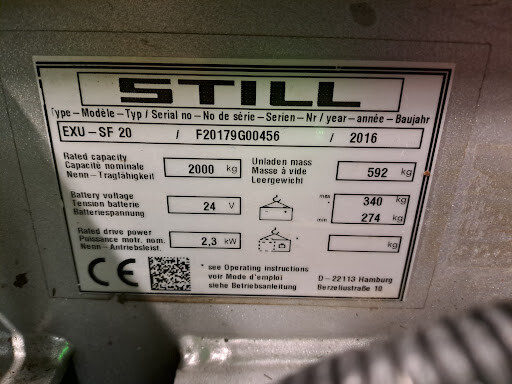 STILL
Type – Modèle – Typ / Serial no – No de série – Serien – Nr / year – année – Baujahr
EXU – SF 20 / F20179G00456 / 2016
Rated capacity
Capacité nominale
Nenn – Tragfähigkeit
2000 kg
Unladen mass
Masse à vide
Leergewicht
592 kg
Battery voltage
Tension batterie
Batteriespannung
24 V
max 340 kg
min 274 kg
Rated drive power
Puissance motr. nom.
Nenn – Antriebsleist.
2,3 kW
kg
CE
* see Operating instructions
voir Mode d'emploi
siehe Betriebsanleitung
D – 22113 Hamburg
Berzeliustraße 10